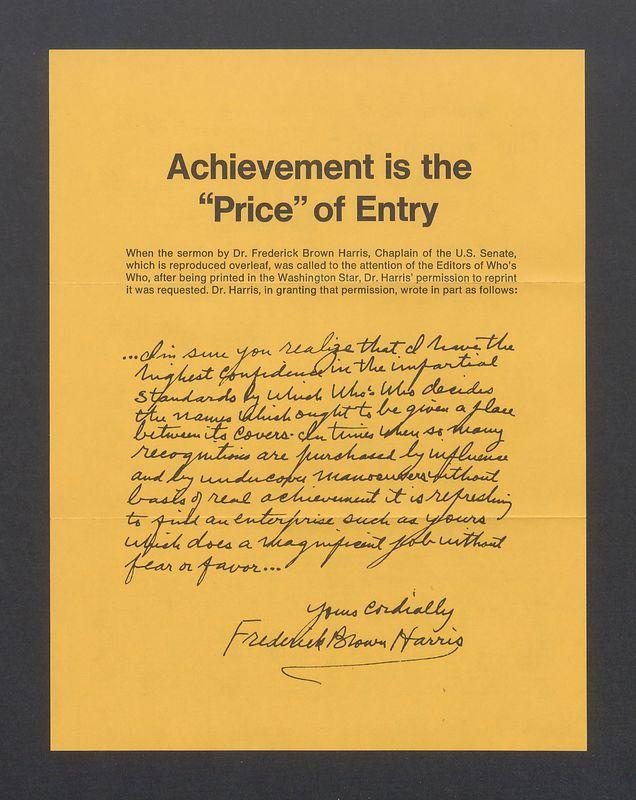 Achievement is the
“Price” of Entry
When the sermon by Dr. Frederick Brown Harris, Chaplain of the U.S. Senate,
which is reproduced overleaf, was called to the attention of the Editors of Who's
Who, after being printed in the Washington Star, Dr. Harris' permission to reprint
it was requested. Dr. Harris, in granting that permission, wrote in part as follows:
...I'm sure you realize that I have the
highest confidence in the impartial
standards by which Who's Who decides
the names which ought to be given a place
between its covers. In times when so many
recognitions are purchased by influence
and by undercover manoeuvers without
basis of real achievement it is refreshing
to find an enterprise such as yours
which does a magnificent job without
fear or favor...
Yours Cordially
Frederick Brown Harris